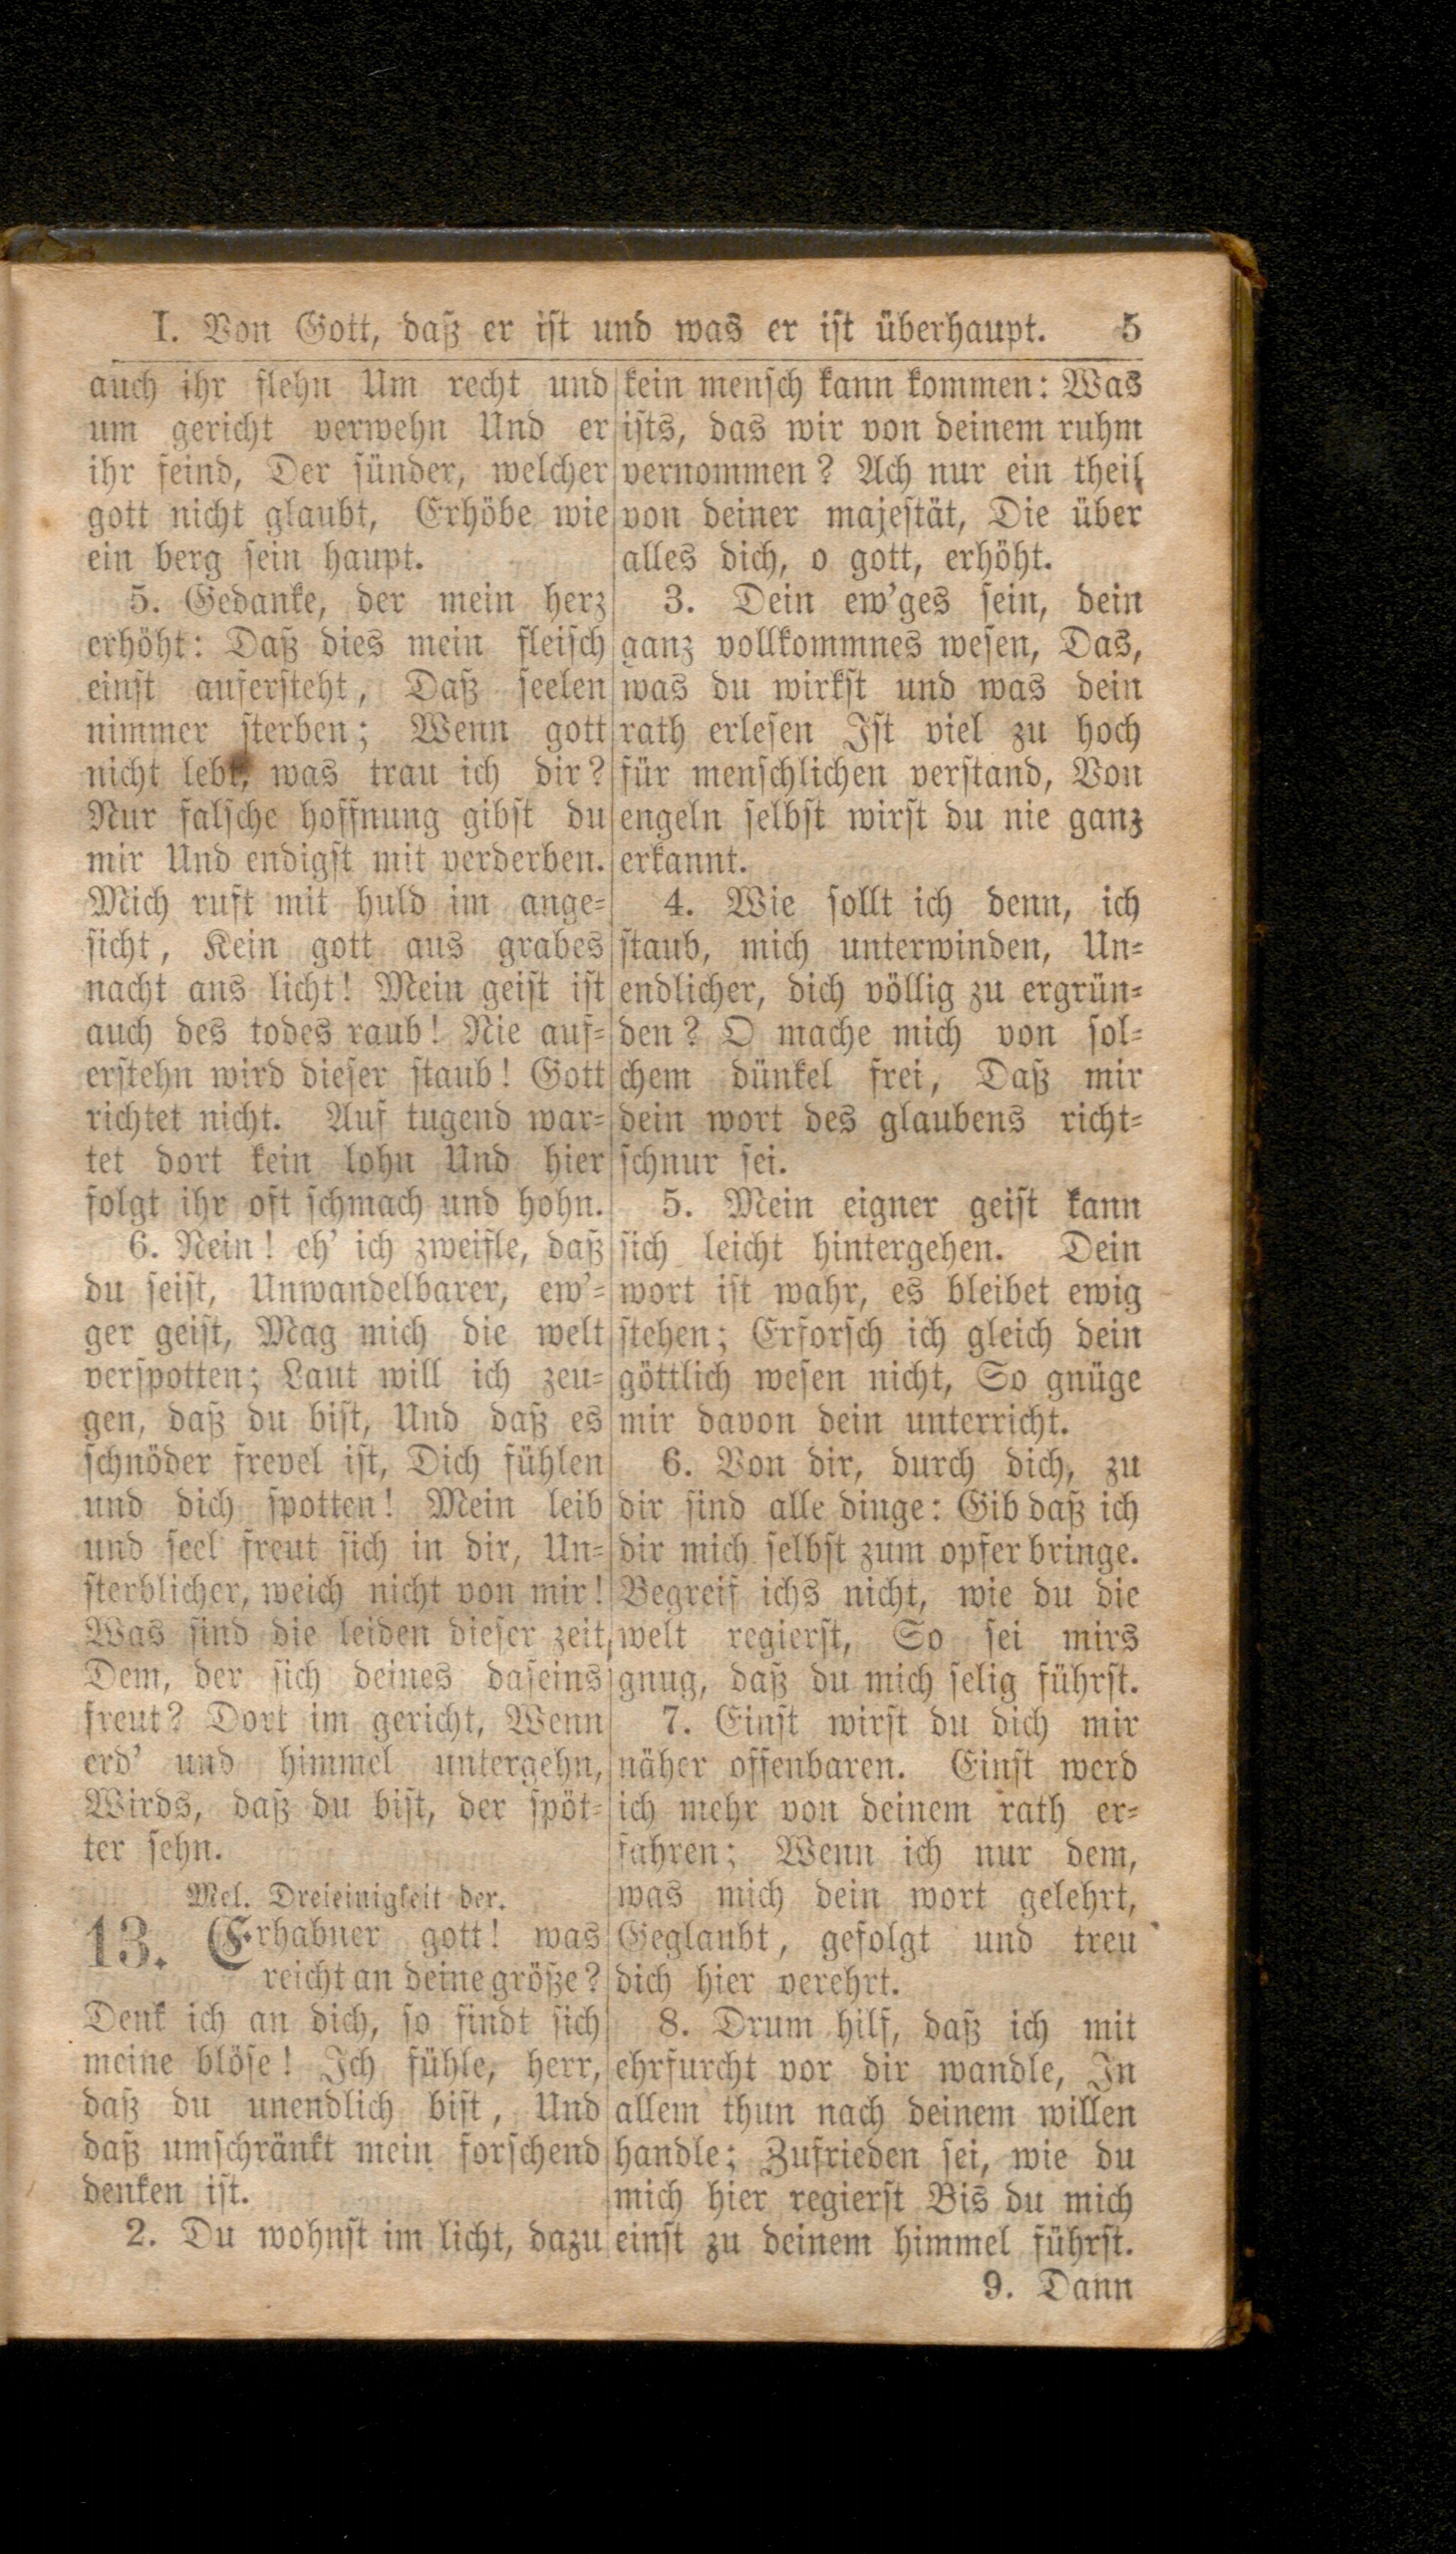 I. Von Gott, daß er ist und was er ist überhaupt. 5
auch ihr flehn Um recht und
um gericht verwehn Und er
ihr feind, Der sünder, welcher
gott nicht glaubt, Erhöbe wie
ein berg sein haupt.
5. Gedanke, der mein herz
erhöht: Daß dies mein fleisch
einst aufersteht, Daß seelen
nimmer sterben; Wenn gott
nicht lebt, was trau ich dir?
Nur falsche hoffnung gibst du
mir Und endigst mit verderben.
Mich ruft mit huld im ange-
sicht, Kein gott aus grabes
nacht ans licht! Mein geist ist
auch des todes raub! Nie auf-
erstehn wird dieser staub! Gott
richtet nicht. Auf tugend war-
tet dort kein lohn Und hier
folgt ihr oft schmach und hohn.
6. Nein! eh' ich zweifle, daß
du seist, Unwandelbarer, ew'-
ger geist, Mag mich die welt
verspotten; Laut will ich zeu-
gen, daß du bist, Und daß es
schnöder frevel ist, Dich fühlen
und dich spotten! Mein leib
und seel' freut sich in dir, Un-
sterblicher, weich nicht von mir!
Was sind die leiden dieser zeit,
Dem, der sich deines daseins
freut? Dort im gericht, Wenn
erd' und himmel untergehn,
Wirds, daß du bist, der spöt-
ter sehn.
Mel. Dreieinigkeit der.
13. Erhabner gott! was
reicht an deine größe?
Denk ich an dich, so findt sich
meine blöse! Ich fühle, herr,
daß du unendlich bist, Und
daß umschränkt mein forschend
denken ist.
2. Du wohnst im licht, dazu
kein mensch kann kommen: Was
ists, das wir von deinem ruhm
vernommen? Ach nur ein theil
von deiner majestät, Die über
alles dich, o gott, erhöht.
3. Dein ew'ges sein, dein
ganz vollkommnes wesen, Das,
was du wirkst und was dein
rath erlesen Ist viel zu hoch
für menschlichen verstand, Von
engeln selbst wirst du nie ganz
erkannt.
4. Wie sollt ich denn, ich
staub, mich unterwinden, Un-
endlicher, dich völlig zu ergrün-
den? O mache mich von sol-
chem dünkel frei, Daß mir
dein wort des glaubens richt-
schnur sei.
5. Mein eigner geist kann
sich leicht hintergehen. Dein
wort ist wahr, es bleibet ewig
stehen; Erforsch ich gleich dein
göttlich wesen nicht, So gnüge
mir davon dein unterricht.
6. Von dir, durch dich, zu
dir sind alle dinge: Gib daß ich
dir mich selbst zum opfer bringe.
Begreif ichs nicht, wie du die
welt regierst, So sei mirs
gnug, daß du mich selig führst.
7. Einst wirst du dich mir
näher offenbaren. Einst werd
ich mehr von deinem rath er-
fahren; Wenn ich nur dem,
was mich dein wort gelehrt,
Geglaubt, gefolgt und treu
dich hier verehrt.
8. Drum hilf, daß ich mit
ehrfurcht vor dir wandle, In
allem thun nach deinem willen
handle; Zufrieden sei, wie du
mich hier regierst Bis du mich
einst zu deinem himmel führst.
9. Dann